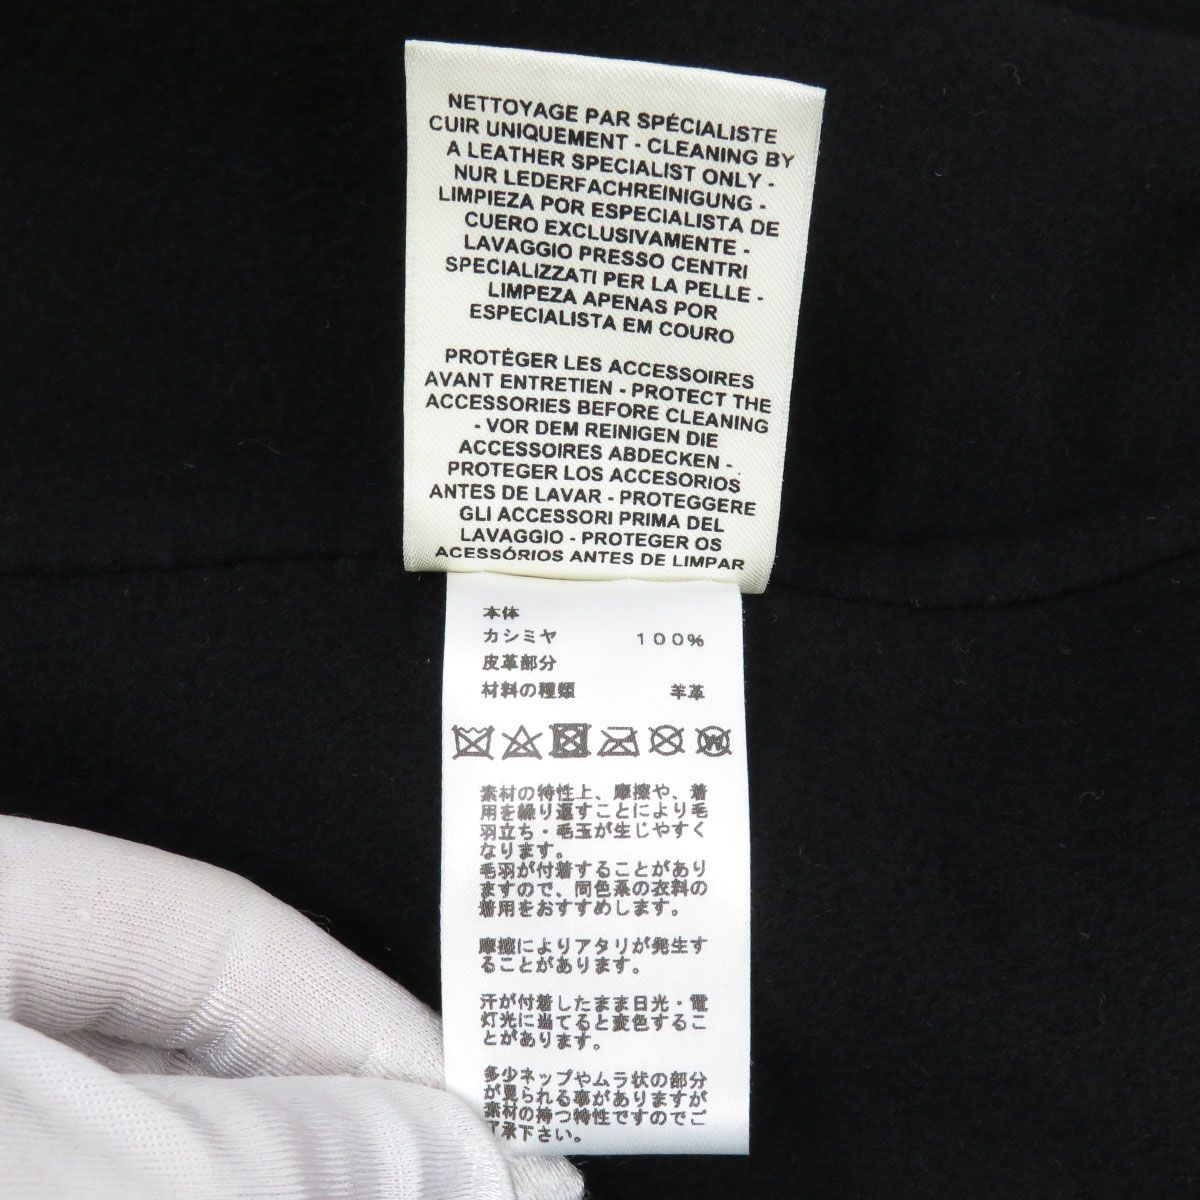 NETTOYAGE PAR SPÉCIALISTE
CUIR UNIQUEMENT - CLEANING BY
A LEATHER SPECIALIST ONLY -
NUR LEDERFACHREINIGUNG -
LIMPIEZA POR ESPECIALISTA DE
CUERO EXCLUSIVAMENTE -
LAVAGGIO PRESSO CENTRI
SPECIALIZZATI PER LA PELLE -
LIMPEZA APENAS POR
ESPECIALISTA EM COURO
PROTÉGER LES ACCESSOIRES
AVANT ENTRETIEN - PROTECT THE
ACCESSORIES BEFORE CLEANING
- VOR DEM REINIGEN DIE
ACCESSOIRES ABDECKEN -
PROTEGER LOS ACCESORIOS
ANTES DE LAVAR - PROTEGGERE
GLI ACCESSORI PRIMA DEL
LAVAGGIO - PROTEGER OS
ACESSÓRIOS ANTES DE LIMPAR
本体
カシミヤ 100%
皮革部分
材料の種類 羊革
W
素材の特性上、摩擦や、着
用を繰り返すことにより毛
羽立ち・毛玉が生じやすく
なります。
毛羽が付着することがあり
ますので、同色系の衣料の
着用をおすすめします。
摩擦によりアタリが発生す
ることがあります。
汗が付着したまま日光・電
灯光に当てると変色するこ
とがあります。
多少ネップやムラ状の部分
が見られる事がありますが
素材の持つ特性ですのでご
了承下さい。